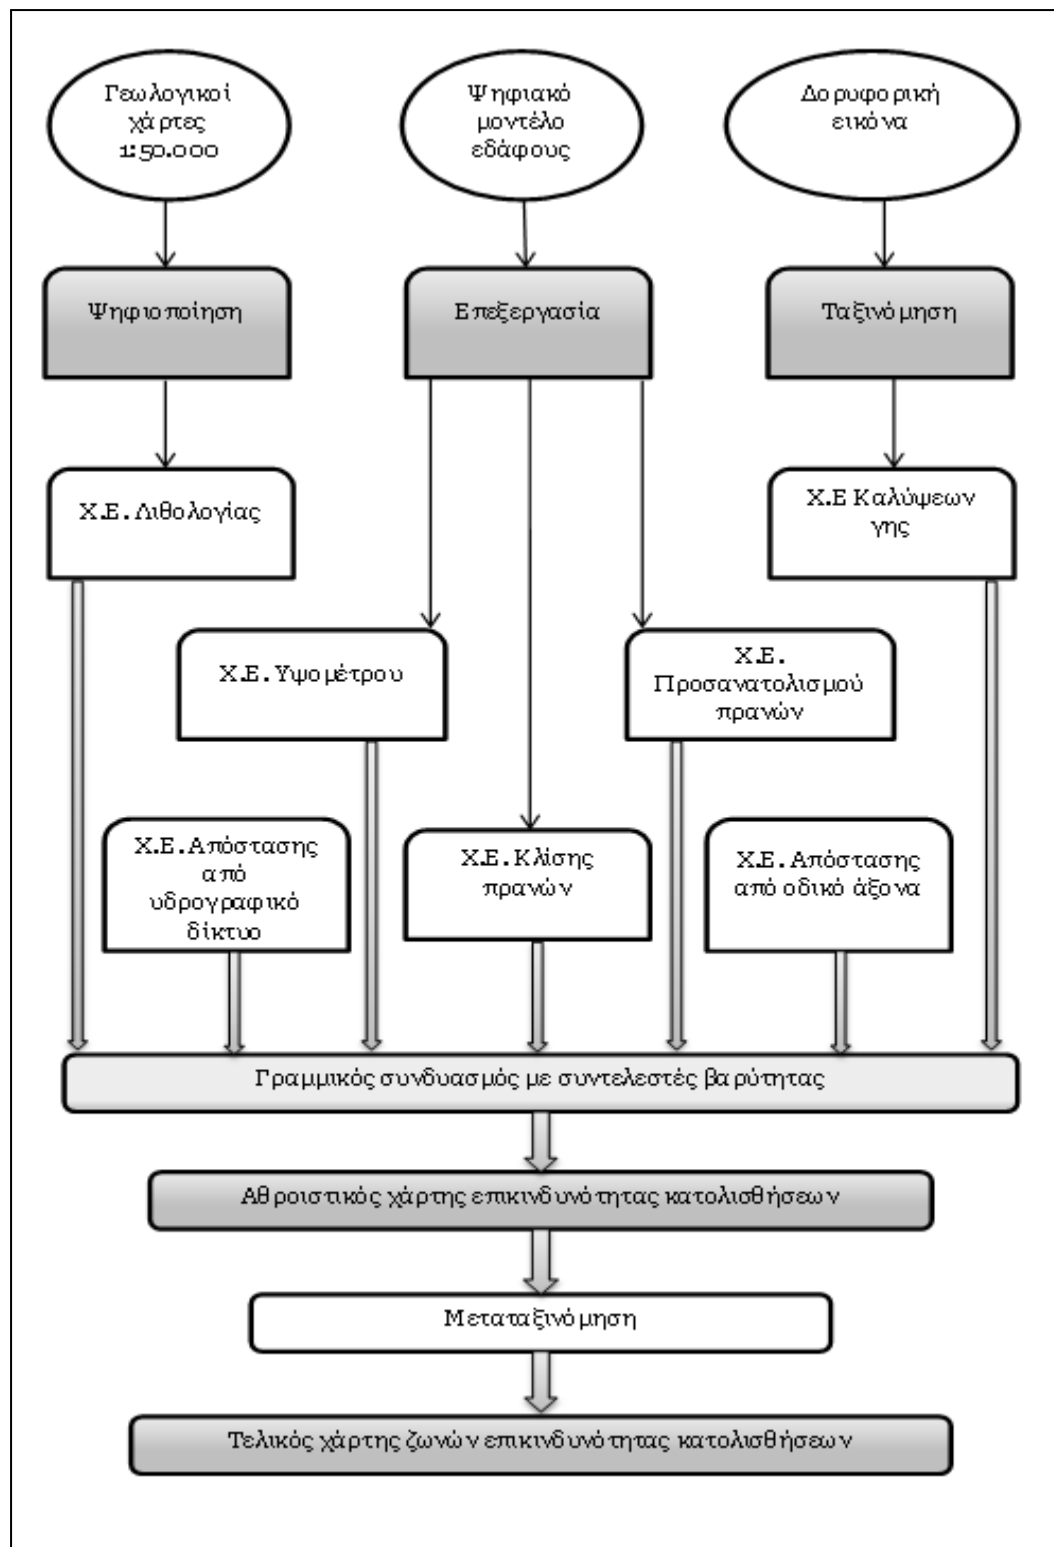 Γεωλογικοί
χάρτες
1:50.000
Ψηφιακό
μοντέλο
εδάφους
Δορυφορική
εικόνα
Ψηφιοποίηση
Επεξεργασία
Ταξινόμηση
Χ.Ε. Λιθολογίας
Χ.Ε Καλύψεων
γης
Χ.Ε. Υψομέτρου
Χ.Ε.
Προσανατολισμού
πρανών
Χ.Ε. Απόστασης
από
υδρογραφικό
δίκτυο
Χ.Ε. Κλίσης
πρανών
Χ.Ε. Απόστασης
από οδικό άξονα
Γραμμικός συνδυασμός με συντελεστές βαρύτητας
Αθροιστικός χάρτης επικινδυνότητας κατολισθήσεων
Μεταταξινόμηση
Τελικός χάρτης ζωνών επικινδυνότητας κατολισθήσεων